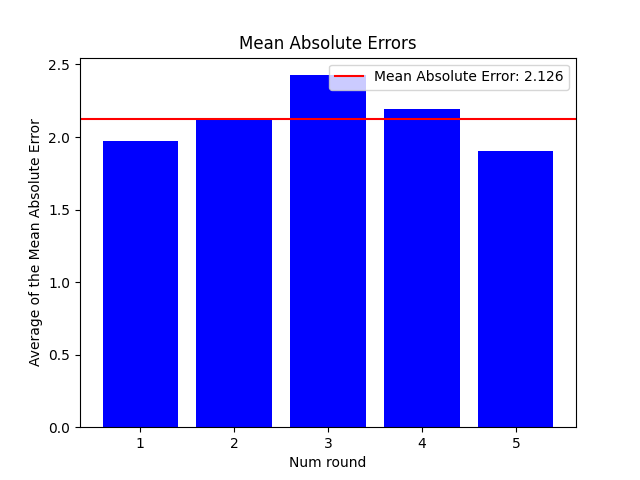 Mean Absolute Errors
Mean Absolute Error: 2.126
Average of the Mean Absolute Error
2.5
2.0
1.5
1.0
0.5
0.0
1 2 3 4 5
Num round